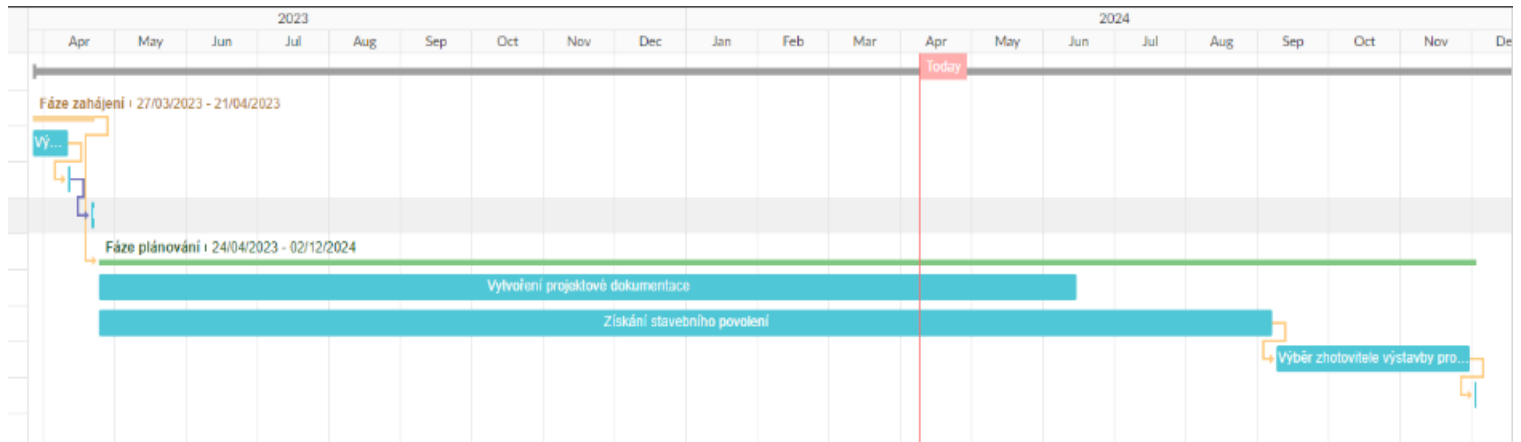 2023 2024
Apr May Jun Jul Aug Sep Oct Nov Dec Jan Feb Mar Apr May Jun Jul Aug Sep Oct Nov De
Today
Fáze zahájení 27/03/2023 - 21/04/2023
Vý...
Fáze plánování 24/04/2023 - 02/12/2024
Vytvoření projektové dokumentace
Získání stavebního povolení
Výběr zhotovitele výstavby pro...